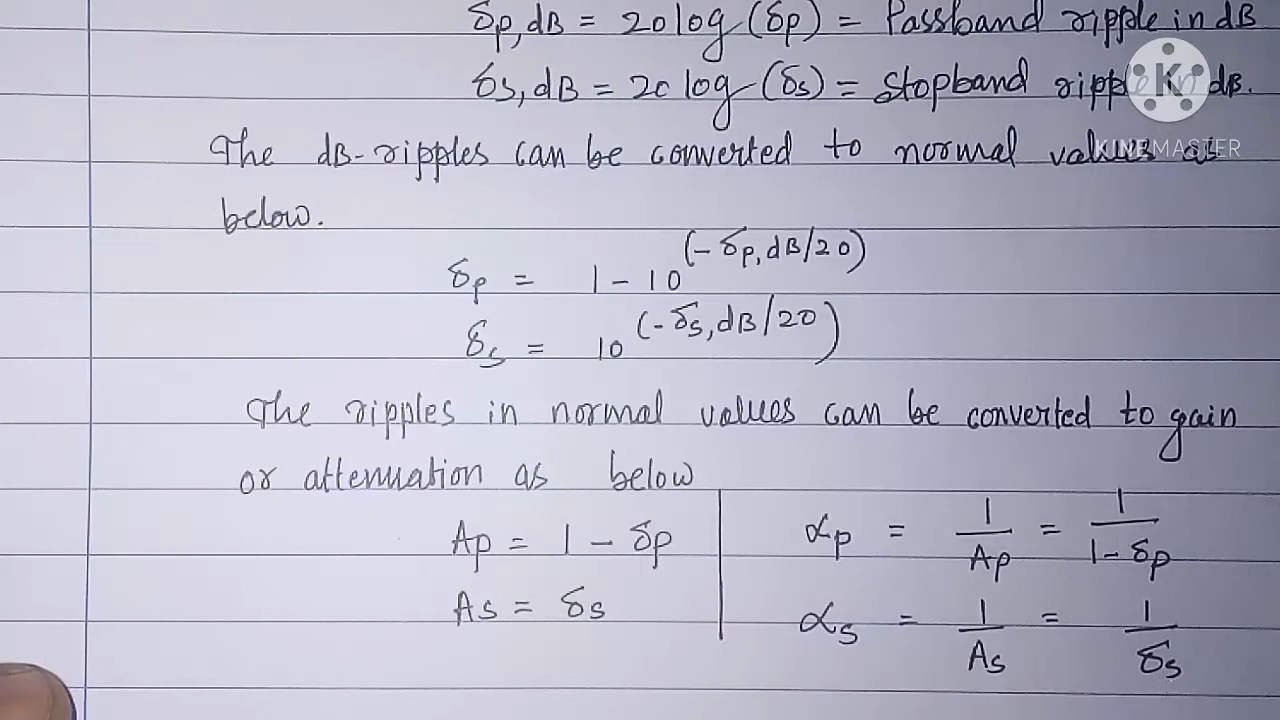 δp,dB = 20 log (δp) = Passband ripple in dB
δs,dB = 20 log (δs) = Stopband ripple in dB.
The dB-ripples can be converted to normal values as
below.
δp = 1 - 10^(-δp,dB/20)
δs = 10^(-δs,dB/20)
The ripples in normal values can be converted to gain
or attenuation as below
Ap = 1 - δp
As = δs
αp = 1/Ap = 1/1-δp
αs = 1/As = 1/δs
K
KINEMASTER